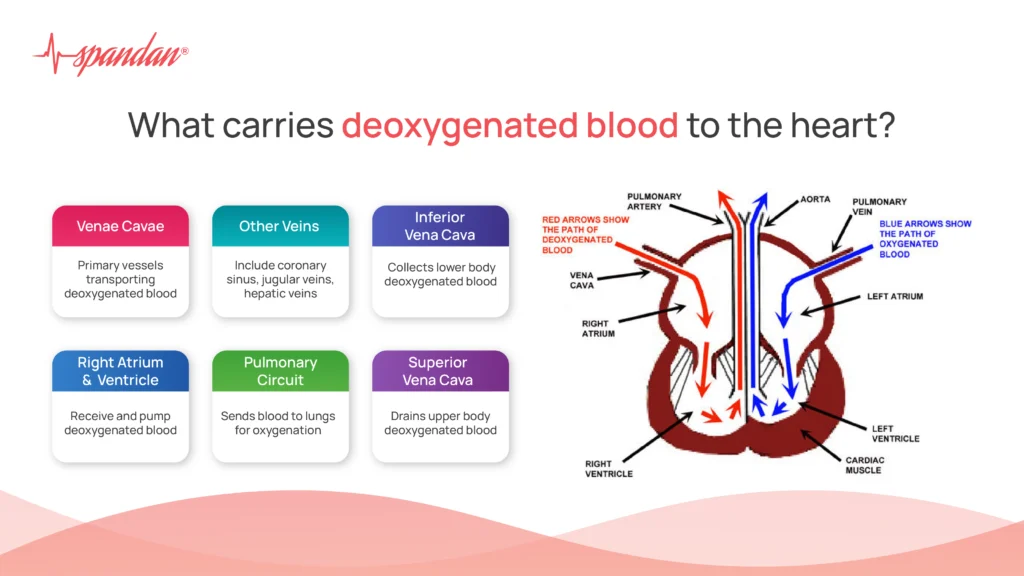 spandan®
What carries deoxygenated blood to the heart?
Venae Cavae
Primary vessels
transporting
deoxygenated blood
Other Veins
Include coronary
sinus, jugular veins,
hepatic veins
Inferior
Vena Cava
Collects lower body
deoxygenated blood
Right Atrium
& Ventricle
Receive and pump
deoxygenated blood
Pulmonary
Circuit
Sends blood to lungs
for oxygenation
Superior
Vena Cava
Drains upper body
deoxygenated blood
PULMONARY
ARTERY
AORTA
PULMONARY
VEIN
RED ARROWS SHOW
THE PATH OF
DEOXYGENATED
BLOOD
BLUE ARROWS SHOW
THE PATH OF
OXYGENATED
BLOOD
VENA
CAVA
LEFT ATRIUM
RIGHT
ATRIUM
LEFT
VENTRICLE
CARDIAC
MUSCLE
RIGHT
VENTRICLE